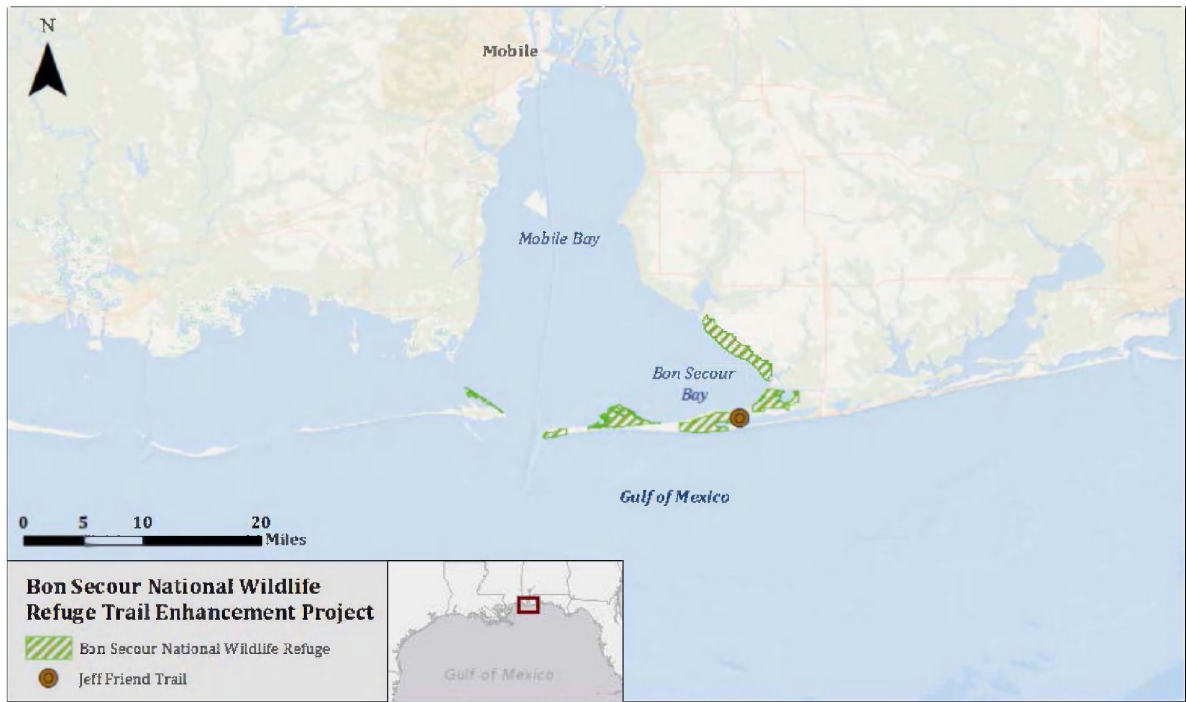 N
Mobile
Mobile Bay
Bon Secour
Bay
Gulf of Mexico
0 5 10 20
Miles
Bon Secour National Wildlife
Refuge Trail Enhancement Project
Bon Secour National Wildlife Refuge
Jeff Friend Trail
Gulf of Mexico